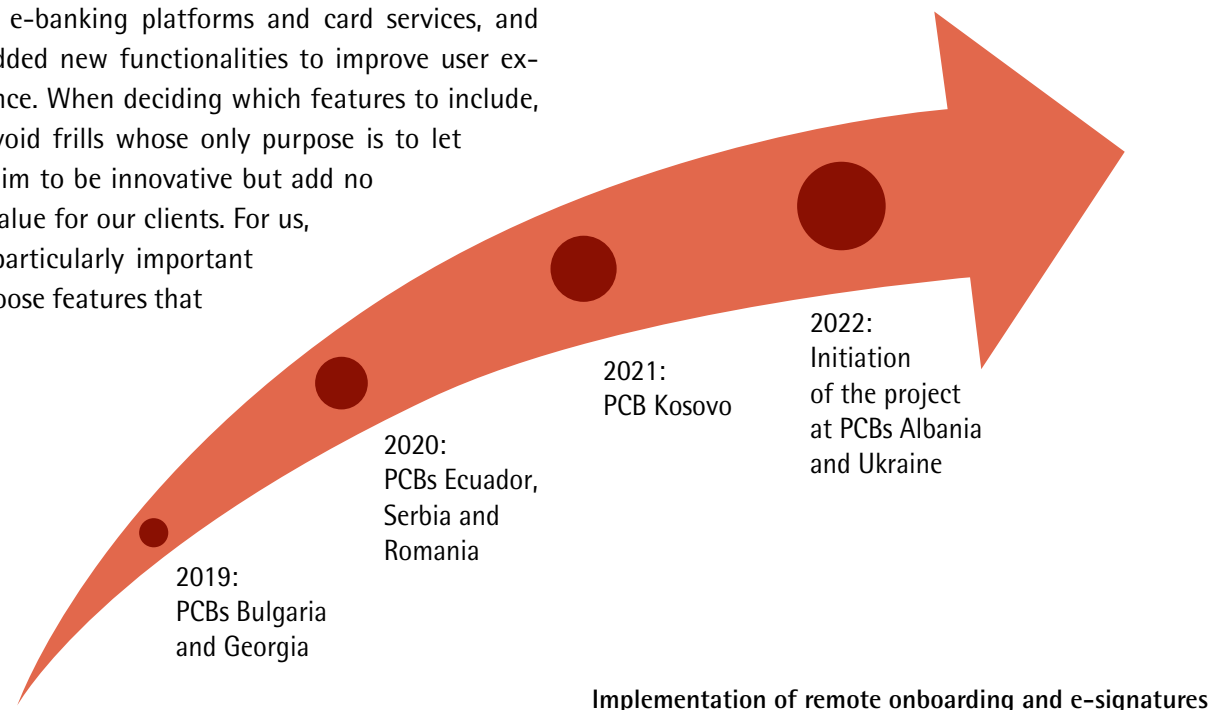 e-banking platforms and card services, and
dded new functionalities to improve user ex-
nce. When deciding which features to include,
void frills whose only purpose is to let
im to be innovative but add no
alue for our clients. For us,
particularly important
oose features that
2019:
PCBs Bulgaria
and Georgia
2020:
PCBs Ecuador,
Serbia and
Romania
2021:
PCB Kosovo
2022:
Initiation
of the project
at PCBs Albania
and Ukraine
Implementation of remote onboarding and e-signatures